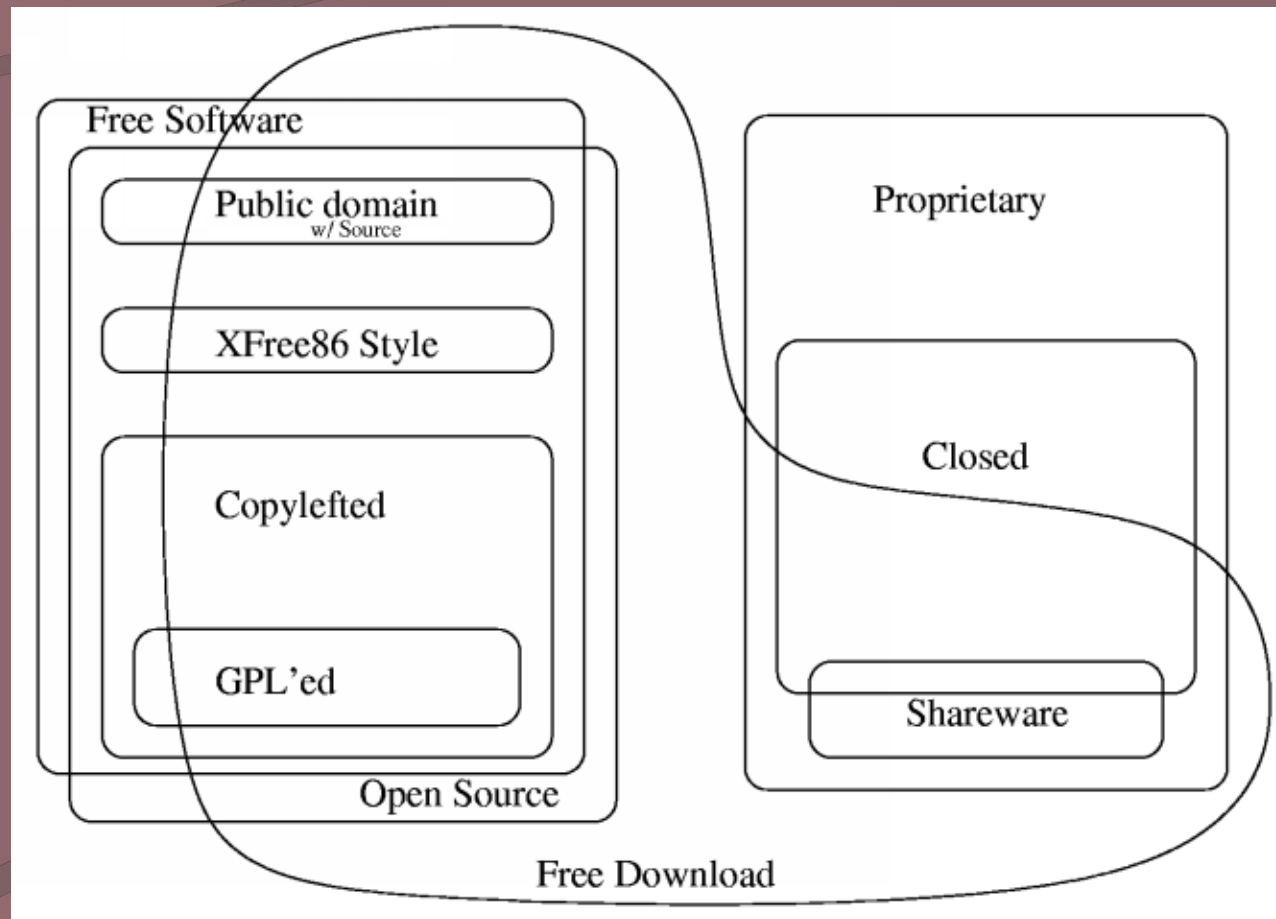 Free Software
Public domain
w/ Source
XFree86 Style
Copylefted
GPL'ed
Open Source
Proprietary
Closed
Shareware
Free Download